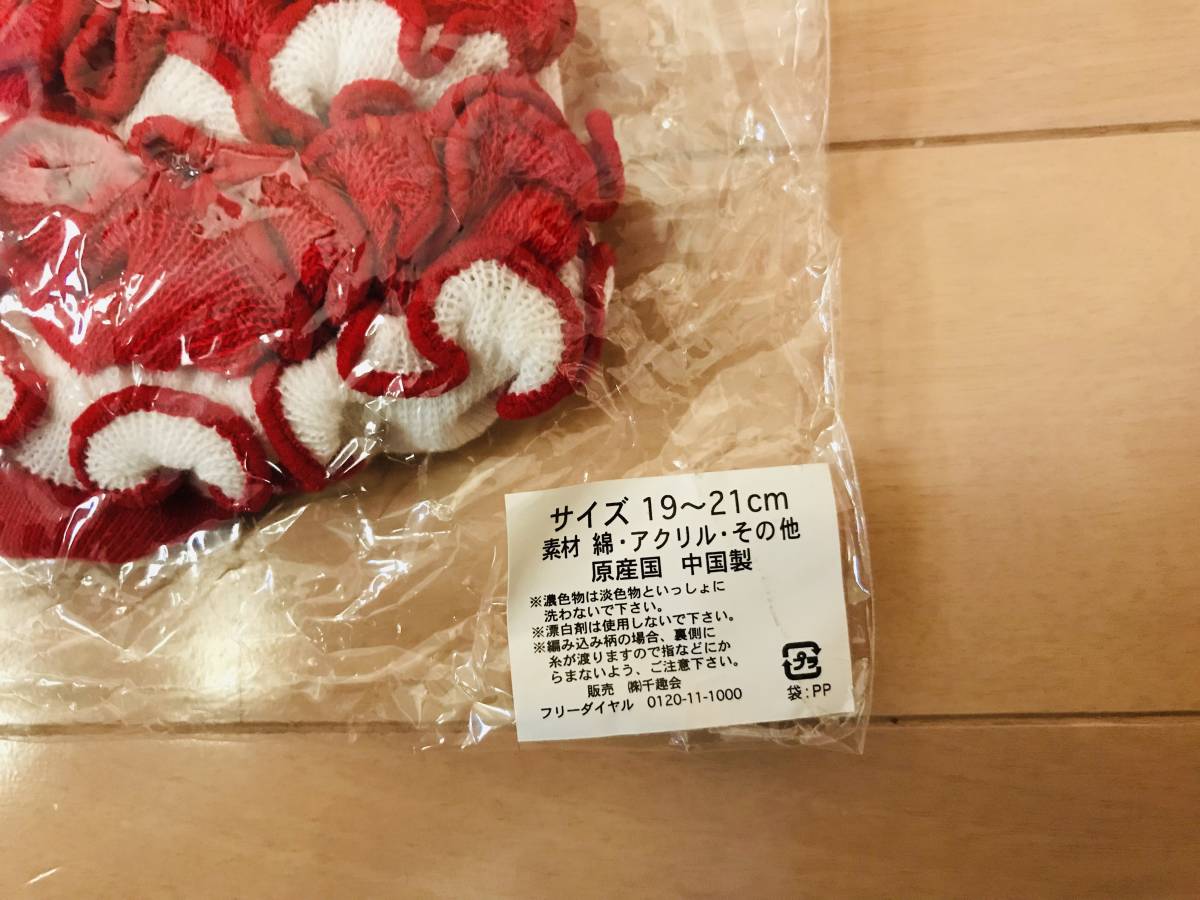 サイズ 19～21cm
素材 綿・アクリル・その他
原産国 中国製
※濃色物は淡色物といっしょに
洗わないで下さい。
※漂白剤は使用しないで下さい。
※編み込み柄の場合、裏側に
糸が渡りますので指などにか
らまないよう、ご注意下さい。
販売 ㈱千趣会
フリーダイヤル 0120-11-1000
プラ
袋:PP